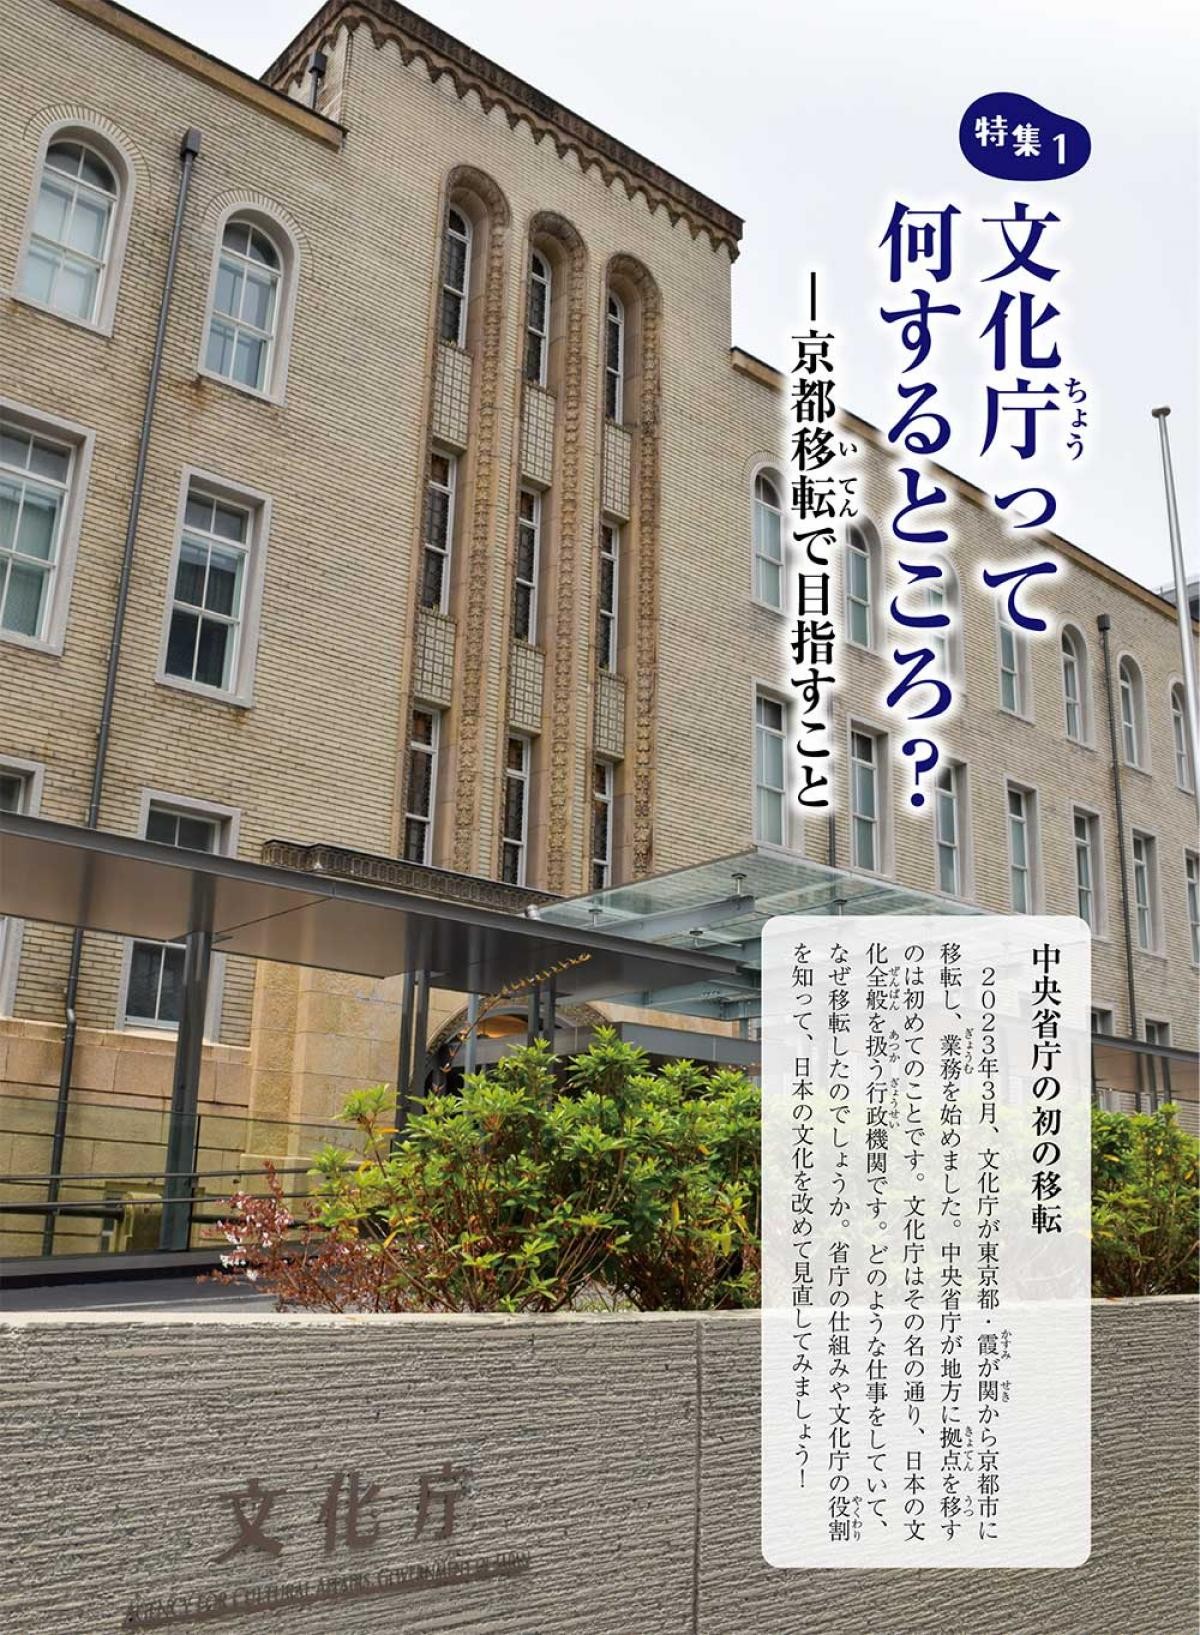 特集1
文化庁って
何するところ？
―京都移転で目指すこと
中央省庁の初の移転
2023年3月、文化庁が東京都・霞が関から京都市に
移転し、業務を始めました。中央省庁が地方に拠点を移す
のは初めてのことです。文化庁はその名の通り、日本の文
化全般を扱う行政機関です。どのような仕事をしていて、
なぜ移転したのでしょうか。省庁の仕組みや文化庁の役割
を知って、日本の文化を改めて見直してみましょう！
文化庁
AGENCY FOR CULTURAL AFFAIRS, GOVERNMENT OF JAPAN